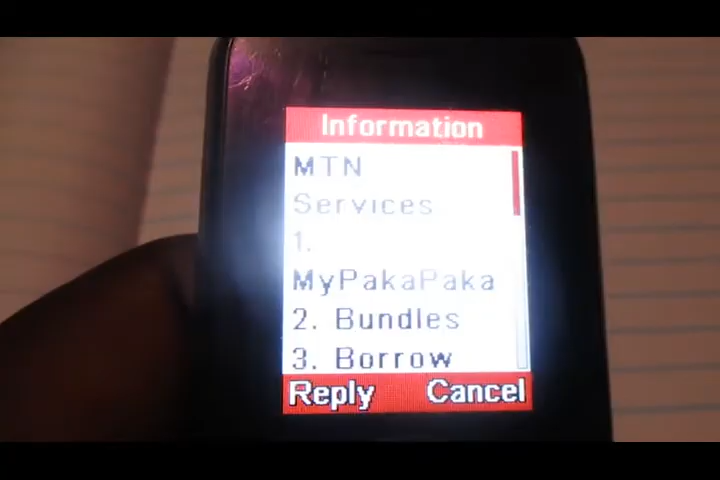 Information
MTN
Services
1.
MyPakaPaka
2. Bundles
3. Borrow
Reply Cancel